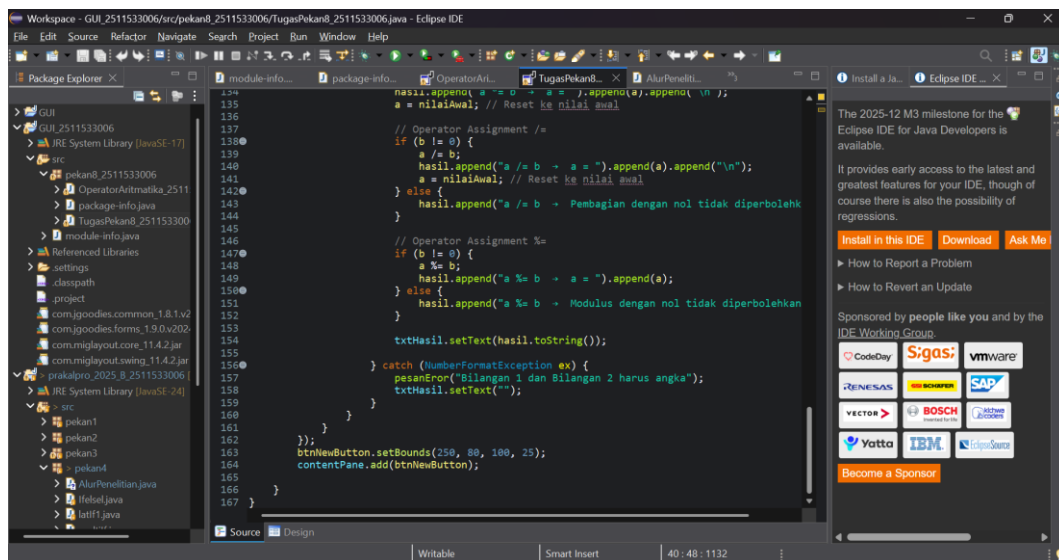 Workspace - GUI_2511533006/src/pekan8_2511533006/TugasPekan8_2511533006.java - Eclipse IDE
File Edit Source Refactor Navigate Search Project Run Window Help
Package Explorer
module-info... package-info... OperatorAri... TugasPekan8... AlurPeneliti...
Install a Ja... Eclipse IDE ...
GUI
GUI_2511533006
JRE System Library [JavaSE-17]
src
pekan8_2511533006
OperatorAritmatika_2511
package-info.java
TugasPekan8_251153300
module-info.java
Referenced Libraries
.settings
.classpath
.project
com.jgoodies.common_1.8.1.v2
com.jgoodies.forms_1.9.0.v202
com.miglayout.core_11.4.2.jar
com.miglayout.swing_11.4.2.jar
> prakalpro_2025_B_2511533006 [
JRE System Library [JavaSE-24]
> src
pekan1
pekan2
pekan3
> pekan4
AlurPenelitian.java
Ifelsel.java
latIf1.java
134 hasil.append("a *= b → a = ").append(a).append("\n");
135 a = nilaiAwal; // Reset ke nilai awal
136
137 // Operator Assignment /=
138 if (b != 0) {
139 a /= b;
140 hasil.append("a /= b → a = ").append(a).append("\n");
141 a = nilaiAwal; // Reset ke nilai awal
142 } else {
143 hasil.append("a /= b → Pembagian dengan nol tidak diperbolehk
144 }
145
146 // Operator Assignment %=
147 if (b != 0) {
148 a %= b;
149 hasil.append("a %= b → a = ").append(a);
150 } else {
151 hasil.append("a %= b → Modulus dengan nol tidak diperbolehkan
152 }
153
154 txtHasil.setText(hasil.toString());
155
156 } catch (NumberFormatException ex) {
157 pesanEror("Bilangan 1 dan Bilangan 2 harus angka");
158 txtHasil.setText("");
159 }
160 }
161 }
162 });
163 btnNewButton.setBounds(250, 80, 100, 25);
164 contentPane.add(btnNewButton);
165
166 }
167 }
Source Design
The 2025-12 M3 milestone for the
Eclipse IDE for Java Developers is
available.
It provides early access to the latest and
greatest features for your IDE, though of
course there is also the possibility of
regressions.
Install in this IDE Download Ask Me
How to Report a Problem
How to Revert an Update
Sponsored by people like you and by the
IDE Working Group.
CodeDay Sigasi vmware
RENESAS SCHÄFER SAP
VECTOR BOSCH kichwa coders
Yatta IBM EclipseSource
Become a Sponsor
Writable Smart Insert 40 : 48 : 1132